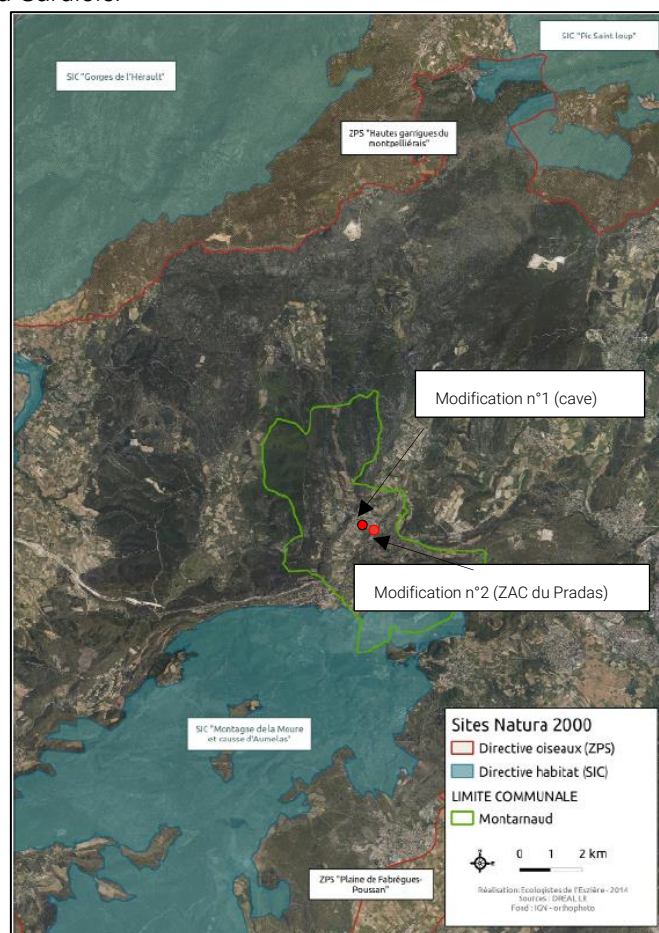 SIC "Gorges de l'Hérault"
SIC "Pic Saint loup"
ZPS "Hautes garrigues du
montpelliérais"
Modification n°1 (cave)
Modification n°2 (ZAC du Pradas)
SIC "Montagne de la Moure
et causse d'Aumelas"
ZPS "Plaine de Fabrégues-
Poussan"
Sites Natura 2000
Directive oiseaux (ZPS)
Directive habitat (SIC)
LIMITE COMMUNALE
Montarnaud
0 1 2 km
Réalisation: Ecologistes de l'Euzière - 2014
Sources : DREAL LR
Fond : IGN - orthophoto